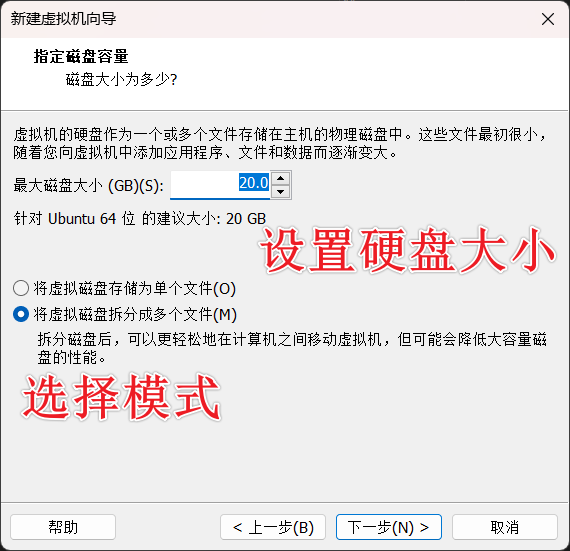 新建虚拟机向导
指定磁盘容量
磁盘大小为多少?
虚拟机的硬盘作为一个或多个文件存储在主机的物理磁盘中。这些文件最初很小，
随着您向虚拟机中添加应用程序、文件和数据而逐渐变大。
最大磁盘大小 (GB)(S): 20.0
针对 Ubuntu 64 位 的建议大小: 20 GB
设置硬盘大小
将虚拟磁盘存储为单个文件(O)
将虚拟磁盘拆分成多个文件(M)
拆分磁盘后，可以更轻松地在计算机之间移动虚拟机，但可能会降低大容量磁
盘的性能。
选择模式
帮助 < 上一步(B) 下一步(N) > 取消